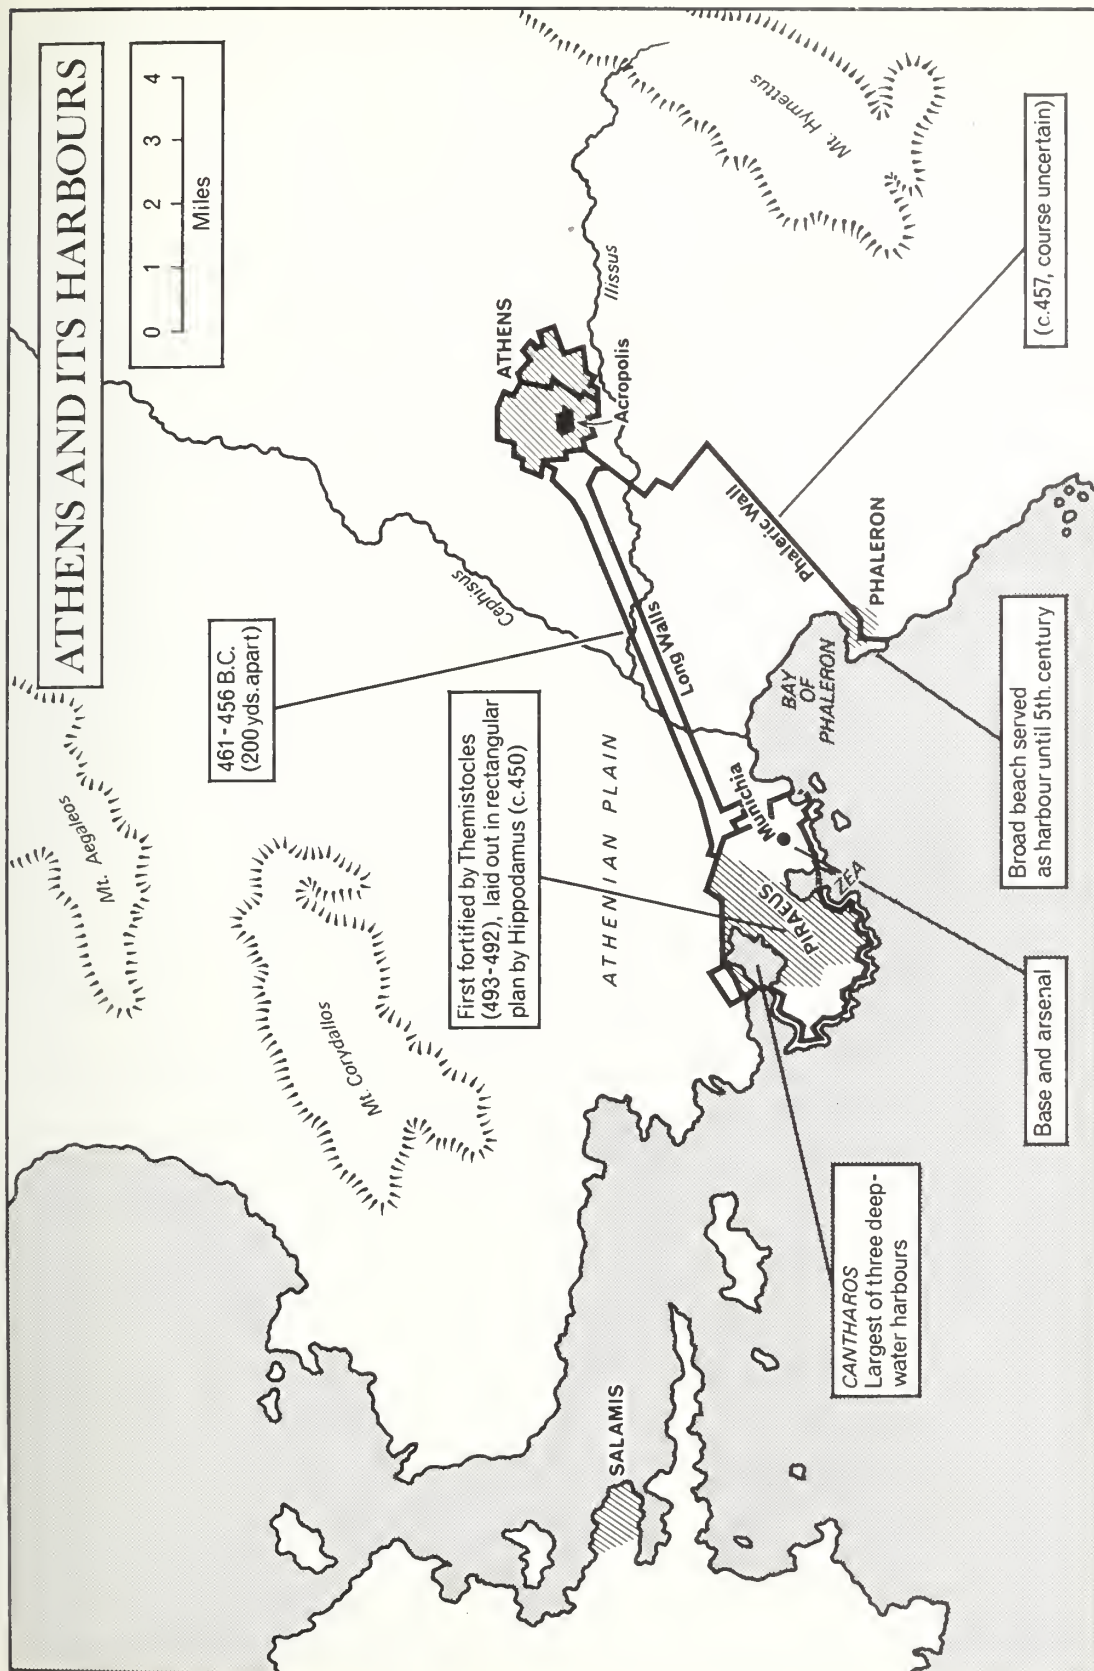 ATHENS AND ITS HARBOURS
0 1 2 3 4
Miles
Mt. Aegaleos
461-456 B.C.
(200yds.apart)
Cephisus
ATHENS
Acropolis
Ilissus
Mt. Hymettus
Mt. Corydallos
First fortified by Themistocles
(493-492), laid out in rectangular
plan by Hippodamus (c.450)
ATHENIAN PLAIN
Long Walls
Phaleric Wall
(c.457, course uncertain)
Munichia
BAY
OF
PHALERON
PHALERON
PIRAEUS
ZEA
SALAMIS
CANTHAROS
Largest of three deep-
water harbours
Base and arsenal
Broad beach served
as harbour until 5th. century